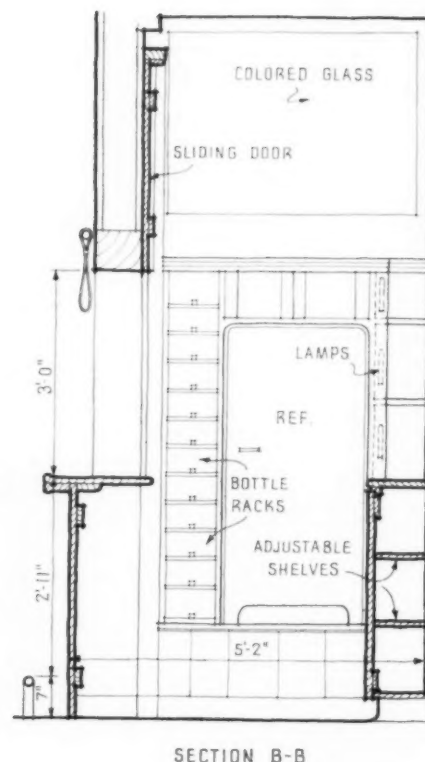 COLORED GLASS
SLIDING DOOR
LAMPS
3'-0"
REF.
BOTTLE
RACKS
ADJUSTABLE
SHELVES
2'-11"
5'-2"
7"
SECTION B-B